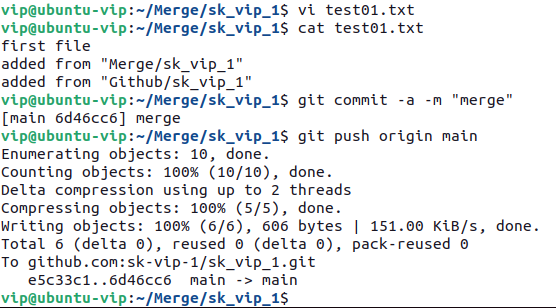 vip@ubuntu-vip:~/Merge/sk_vip_1$ vi test01.txt
vip@ubuntu-vip:~/Merge/sk_vip_1$ cat test01.txt
first file
added from "Merge/sk_vip_1"
added from "Github/sk_vip_1"
vip@ubuntu-vip:~/Merge/sk_vip_1$ git commit -a -m "merge"
[main 6d46cc6] merge
vip@ubuntu-vip:~/Merge/sk_vip_1$ git push origin main
Enumerating objects: 10, done.
Counting objects: 100% (10/10), done.
Delta compression using up to 2 threads
Compressing objects: 100% (5/5), done.
Writing objects: 100% (6/6), 606 bytes | 151.00 KiB/s, done.
Total 6 (delta 0), reused 0 (delta 0), pack-reused 0
To github.com:sk-vip-1/sk_vip_1.git
   e5c33c1..6d46cc6  main -> main
vip@ubuntu-vip:~/Merge/sk_vip_1$